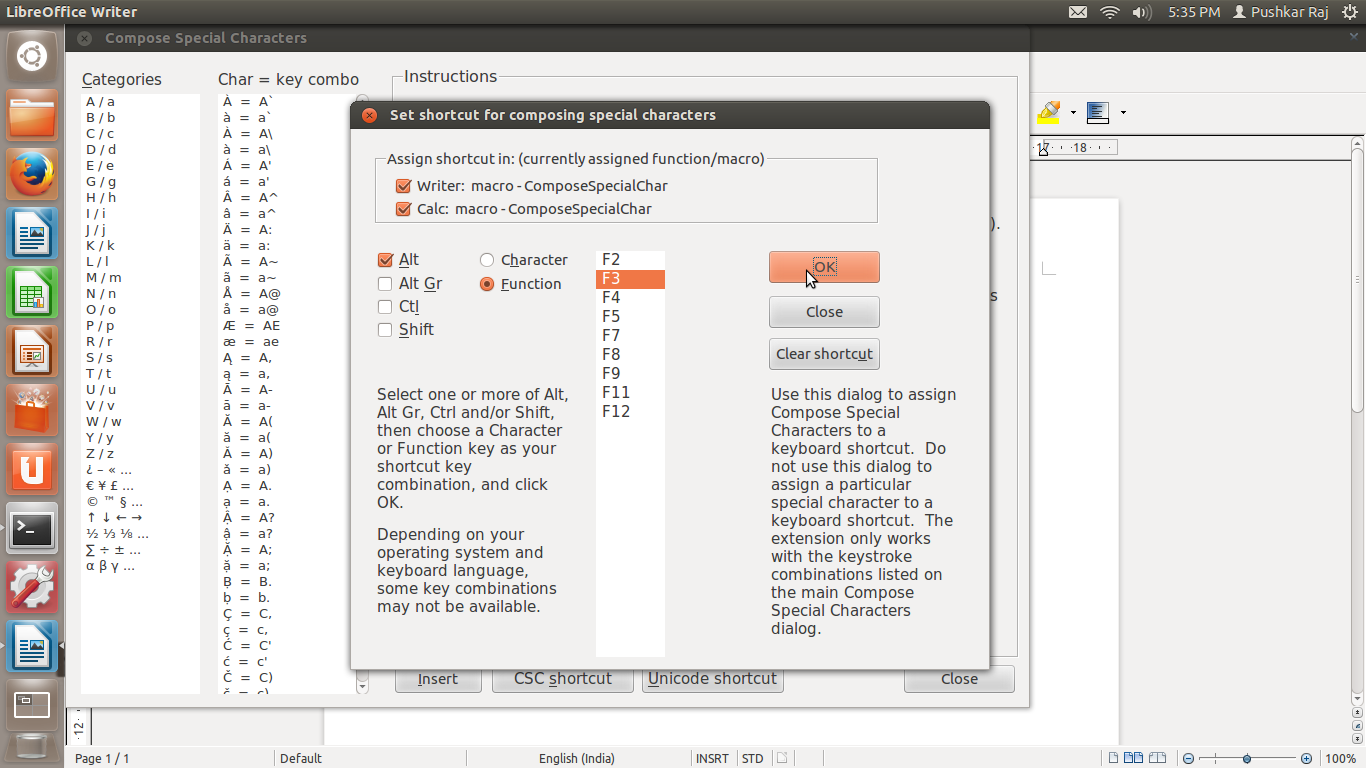 LibreOffice Writer
5:35 PM
Pushkar Raj
Compose Special Characters
Categories
A / a
B / b
C / c
D / d
E / e
G / g
H / h
I / i
J / j
K / k
L / l
M / m
N / n
O / o
P / p
R / r
S / s
T / t
U / u
V / v
W / w
Y / y
Z / z
¿ – « ...
€ ¥ £ ...
© ™ § ...
↑ ↓ ← →
½ ⅓ ⅛ ...
∑ ÷ ± ...
α β γ ...
Char = key combo
À = A`
à = a`
À = A\
à = a\
Á = A'
á = a'
Â = A^
â = a^
Ä = A:
ä = a:
Ã = A~
ã = a~
Å = A@
å = a@
Æ = AE
æ = ae
Ą = A,
ą = a,
Ā = A-
ā = a-
Ă = A(
ă = a(
Ǎ = A)
ǎ = a)
Ạ = A.
ạ = a.
Ậ = A?
ậ = a?
Ặ = A;
ặ = a;
Ḅ = B.
ḅ = b.
Ç = C,
ç = c,
Ć = C'
ć = c'
Č = C)
č = c)
Instructions
Set shortcut for composing special characters
Assign shortcut in: (currently assigned function/macro)
Writer: macro - ComposeSpecialChar
Calc: macro - ComposeSpecialChar
Alt
Alt Gr
Ctl
Shift
Character
Function
F2
F3
F4
F5
F7
F8
F9
F11
F12
OK
Close
Clear shortcut
Select one or more of Alt,
Alt Gr, Ctrl and/or Shift,
then choose a Character
or Function key as your
shortcut key
combination, and click
OK.
Depending on your
operating system and
keyboard language,
some key combinations
may not be available.
Use this dialog to assign
Compose Special
Characters to a
keyboard shortcut. Do
not use this dialog to
assign a particular
special character to a
keyboard shortcut. The
extension only works
with the keystroke
combinations listed on
the main Compose
Special Characters
dialog.
).
s
Insert
CSC shortcut
Unicode shortcut
Close
17 18
12
Page 1 / 1
Default
English (India)
INSRT
STD
100%